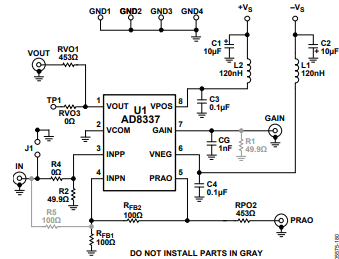 GND1 GND2 GND3 GND4
+VS
−VS
C1
10µF
C2
10µF
VOUT
RVO1
453Ω
L2
120nH
L1
120nH
TP1
RVO3
0Ω
U1
AD8337
1 VOUT VPOS 8
C3
0.1µF
2 VCOM GAIN 7
GAIN
CG
1nF
R1
49.9Ω
J1
IN
R4
0Ω
3 INPP VNEG 6
4 INPN PRAO 5
C4
0.1µF
R2
49.9Ω
R5
100Ω
RFB2
100Ω
RPO2
453Ω
PRAO
RFB1
100Ω
DO NOT INSTALL PARTS IN GRAY